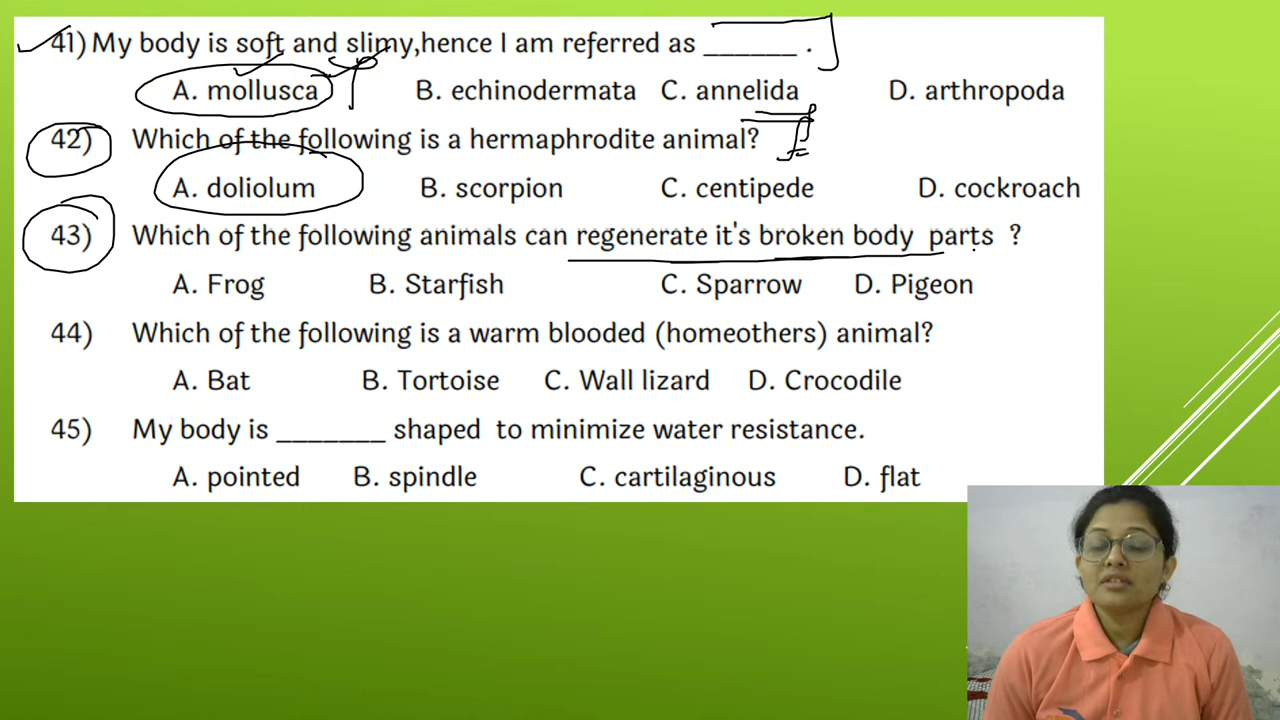 41) My body is soft and slimy,hence I am referred as ______ .
A. mollusca B. echinodermata C. annelida D. arthropoda
42) Which of the following is a hermaphrodite animal?
A. doliolum B. scorpion C. centipede D. cockroach
43) Which of the following animals can regenerate it's broken body parts ?
A. Frog B. Starfish C. Sparrow D. Pigeon
44) Which of the following is a warm blooded (homeothers) animal?
A. Bat B. Tortoise C. Wall lizard D. Crocodile
45) My body is _______ shaped to minimize water resistance.
A. pointed B. spindle C. cartilaginous D. flat